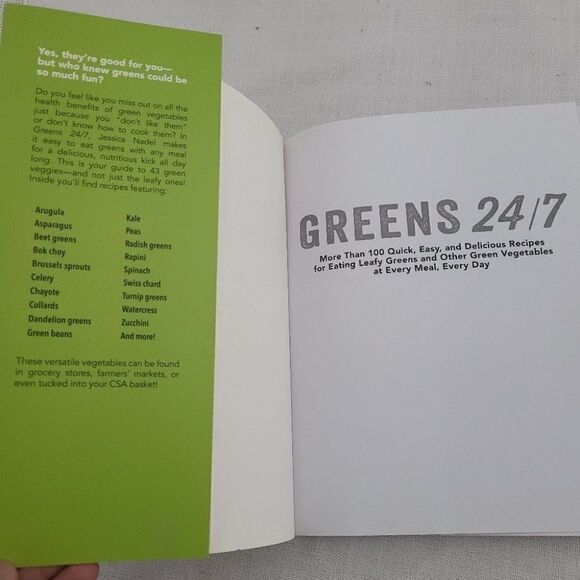 Yes, they're good for you—
but who knew greens could be
so much fun?
Do you feel like you miss out on all the
health benefits of green vegetables
just because you "don't like them"
or don't know how to cook them? In
Greens 24/7, Jessica Nadel makes
it easy to eat greens with any meal
for a delicious, nutritious kick all day
long. This is your guide to 43 green
veggies—and not just the leafy ones!
Inside you'll find recipes featuring:
Arugula
Asparagus
Beet greens
Bok choy
Brussels sprouts
Celery
Chayote
Collards
Dandelion greens
Green beans
Kale
Peas
Radish greens
Rapini
Spinach
Swiss chard
Turnip greens
Watercress
Zucchini
And more!
These versatile vegetables can be found
in grocery stores, farmers' markets, or
even tucked into your CSA basket!
GREENS 24/7
More Than 100 Quick, Easy, and Delicious Recipes
for Eating Leafy Greens and Other Green Vegetables
at Every Meal, Every Day